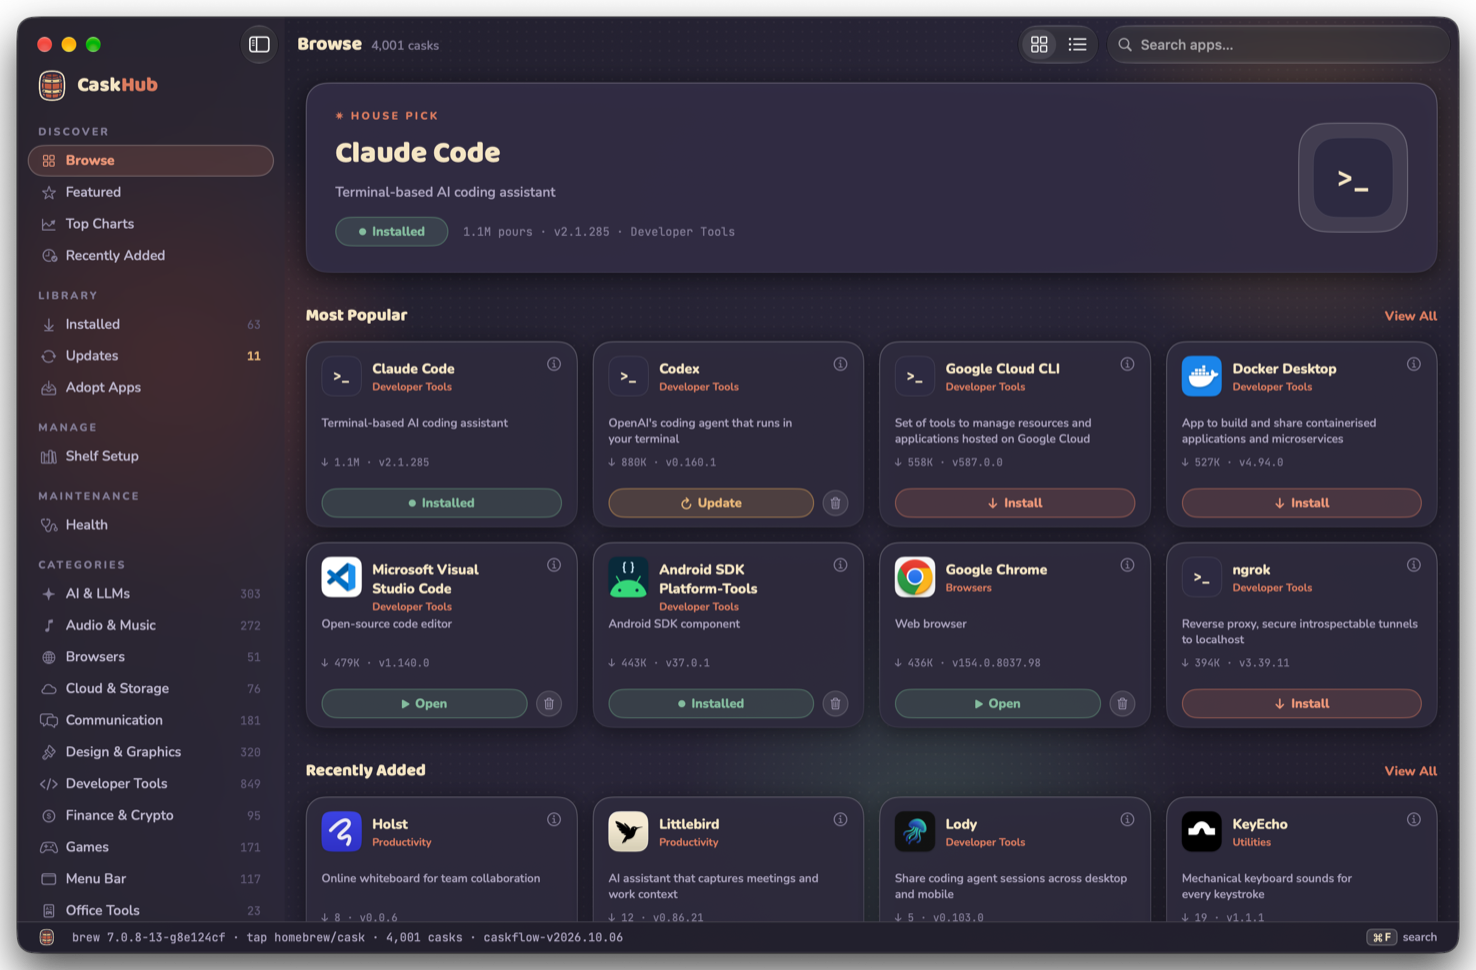 Browse 4,001 casks
Search apps...
CaskHub
DISCOVER
Browse
Featured
Top Charts
Recently Added
LIBRARY
Installed 63
Updates 11
Adopt Apps
MANAGE
Shelf Setup
MAINTENANCE
Health
CATEGORIES
AI & LLMs 303
Audio & Music 272
Browsers 51
Cloud & Storage 76
Communication 181
Design & Graphics 320
Developer Tools 849
Finance & Crypto 95
Games 171
Menu Bar 117
Office Tools 23
HOUSE PICK
Claude Code
Terminal-based AI coding assistant
Installed 1.1M pours · v2.1.285 · Developer Tools
>_
Most Popular View All
>_
Claude Code
Developer Tools
Terminal-based AI coding assistant
↓ 1.1M · v2.1.285
Installed
>_
Codex
Developer Tools
OpenAI's coding agent that runs in
your terminal
↓ 880K · v0.160.1
Update
>_
Google Cloud CLI
Developer Tools
Set of tools to manage resources and
applications hosted on Google Cloud
↓ 558K · v587.0.0
↓ Install
Docker Desktop
Developer Tools
App to build and share containerised
applications and microservices
↓ 527K · v4.94.0
↓ Install
Microsoft Visual
Studio Code
Developer Tools
Open-source code editor
↓ 479K · v1.140.0
Open
{ }
Android SDK
Platform-Tools
Developer Tools
Android SDK component
↓ 443K · v37.0.1
Installed
Google Chrome
Browsers
Web browser
↓ 436K · v154.0.8037.98
Open
>_
ngrok
Developer Tools
Reverse proxy, secure introspectable tunnels
to localhost
↓ 394K · v3.39.11
↓ Install
Recently Added View All
Holst
Productivity
Online whiteboard for team collaboration
↓ 8 · v0.0.6
Littlebird
Productivity
AI assistant that captures meetings and
work context
↓ 12 · v0.86.21
Lody
Developer Tools
Share coding agent sessions across desktop
and mobile
↓ 5 · v0.103.0
KeyEcho
Utilities
Mechanical keyboard sounds for
every keystroke
↓ 19 · v1.1.1
brew 7.0.8-13-g8e124cf · tap homebrew/cask · 4,001 casks · caskflow-v2026.10.06
⌘F search